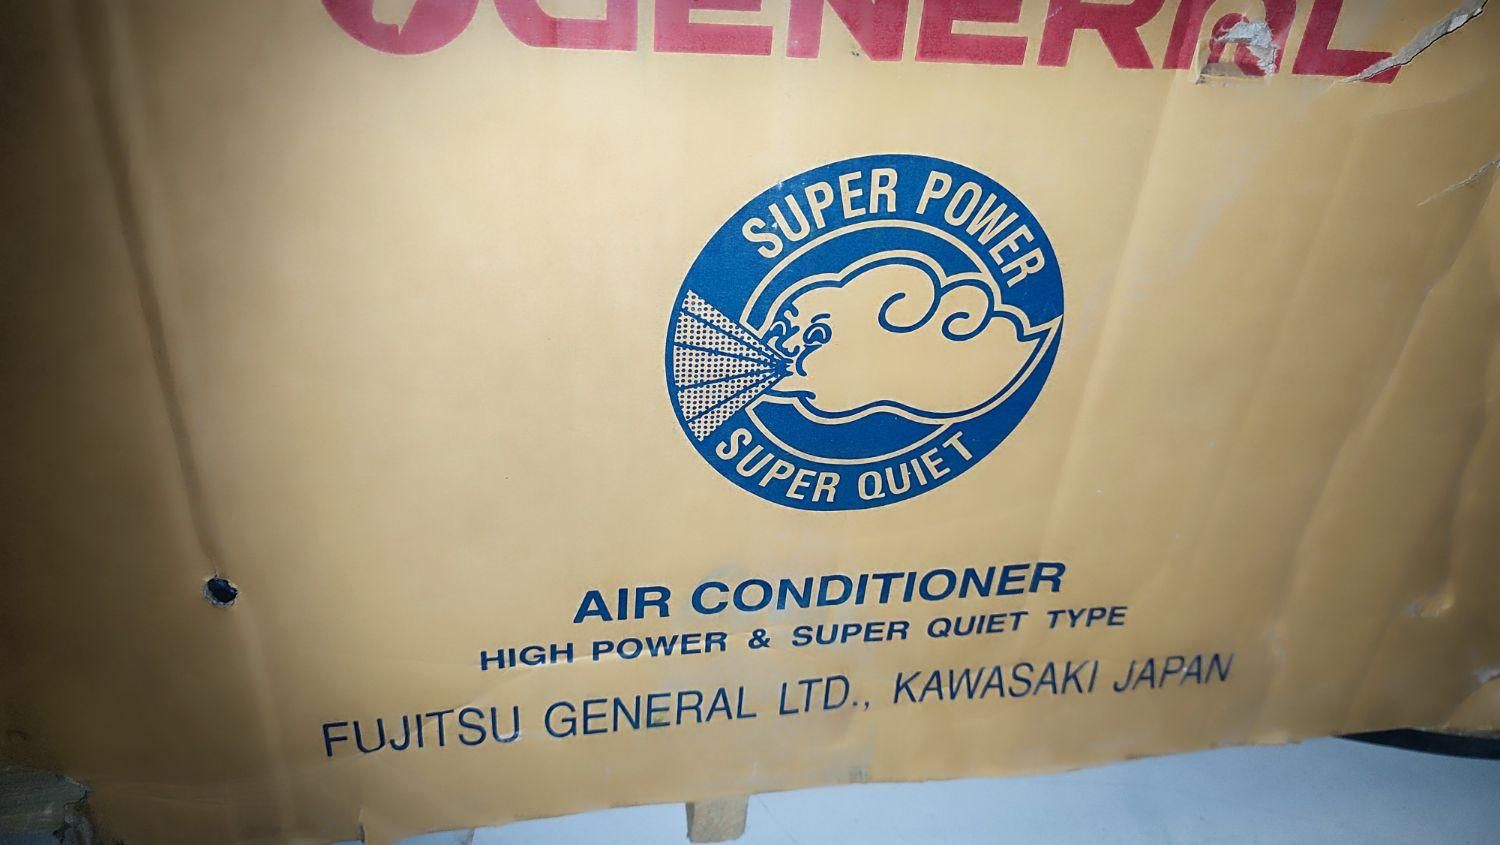 GENERAL
SUPER POWER
SUPER QUIET
AIR CONDITIONER
HIGH POWER & SUPER QUIET TYPE
FUJITSU GENERAL LTD., KAWASAKI JAPAN